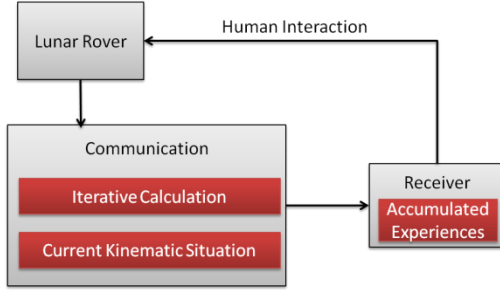 Lunar Rover
Human Interaction
Communication
Iterative Calculation
Current Kinematic Situation
Receiver
Accumulated
Experiences